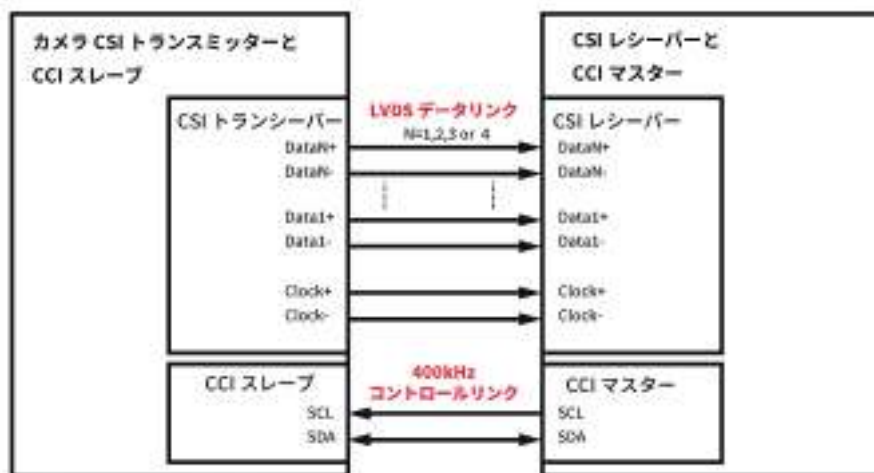 カメラ CSI トランスミッターと
CCI スレーブ
CSI トランシーバー
DataN+
DataN-
Data1+
Data1-
Clock+
Clock-
CCI スレーブ
SCL
SDA
LVDS データリンク
N=1,2,3 or 4
400kHz
コントロールリンク
CSI レシーバーと
CCI マスター
CSI レシーバー
DataN+
DataN-
Data1+
Data1-
Clock+
Clock-
CCI マスター
SCL
SDA